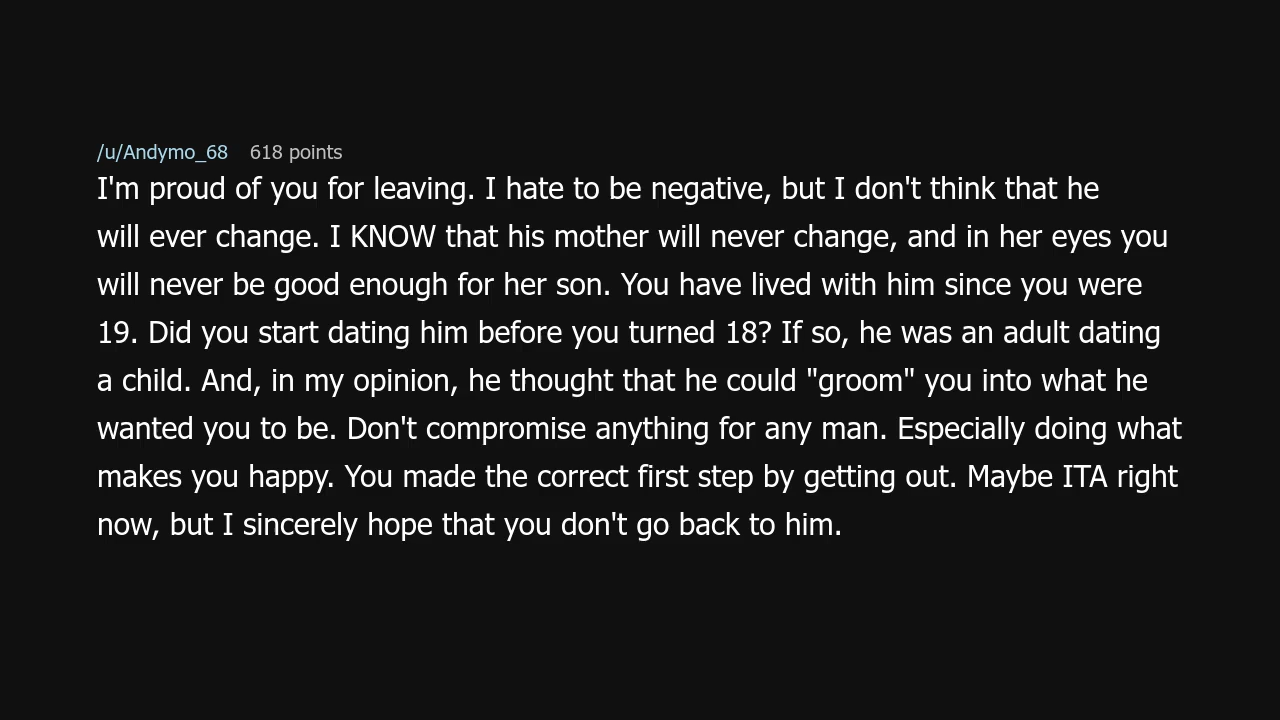 /u/Andymo_68 618 points
I'm proud of you for leaving. I hate to be negative, but I don't think that he
will ever change. I KNOW that his mother will never change, and in her eyes you
will never be good enough for her son. You have lived with him since you were
19. Did you start dating him before you turned 18? If so, he was an adult dating
a child. And, in my opinion, he thought that he could "groom" you into what he
wanted you to be. Don't compromise anything for any man. Especially doing what
makes you happy. You made the correct first step by getting out. Maybe ITA right
now, but I sincerely hope that you don't go back to him.